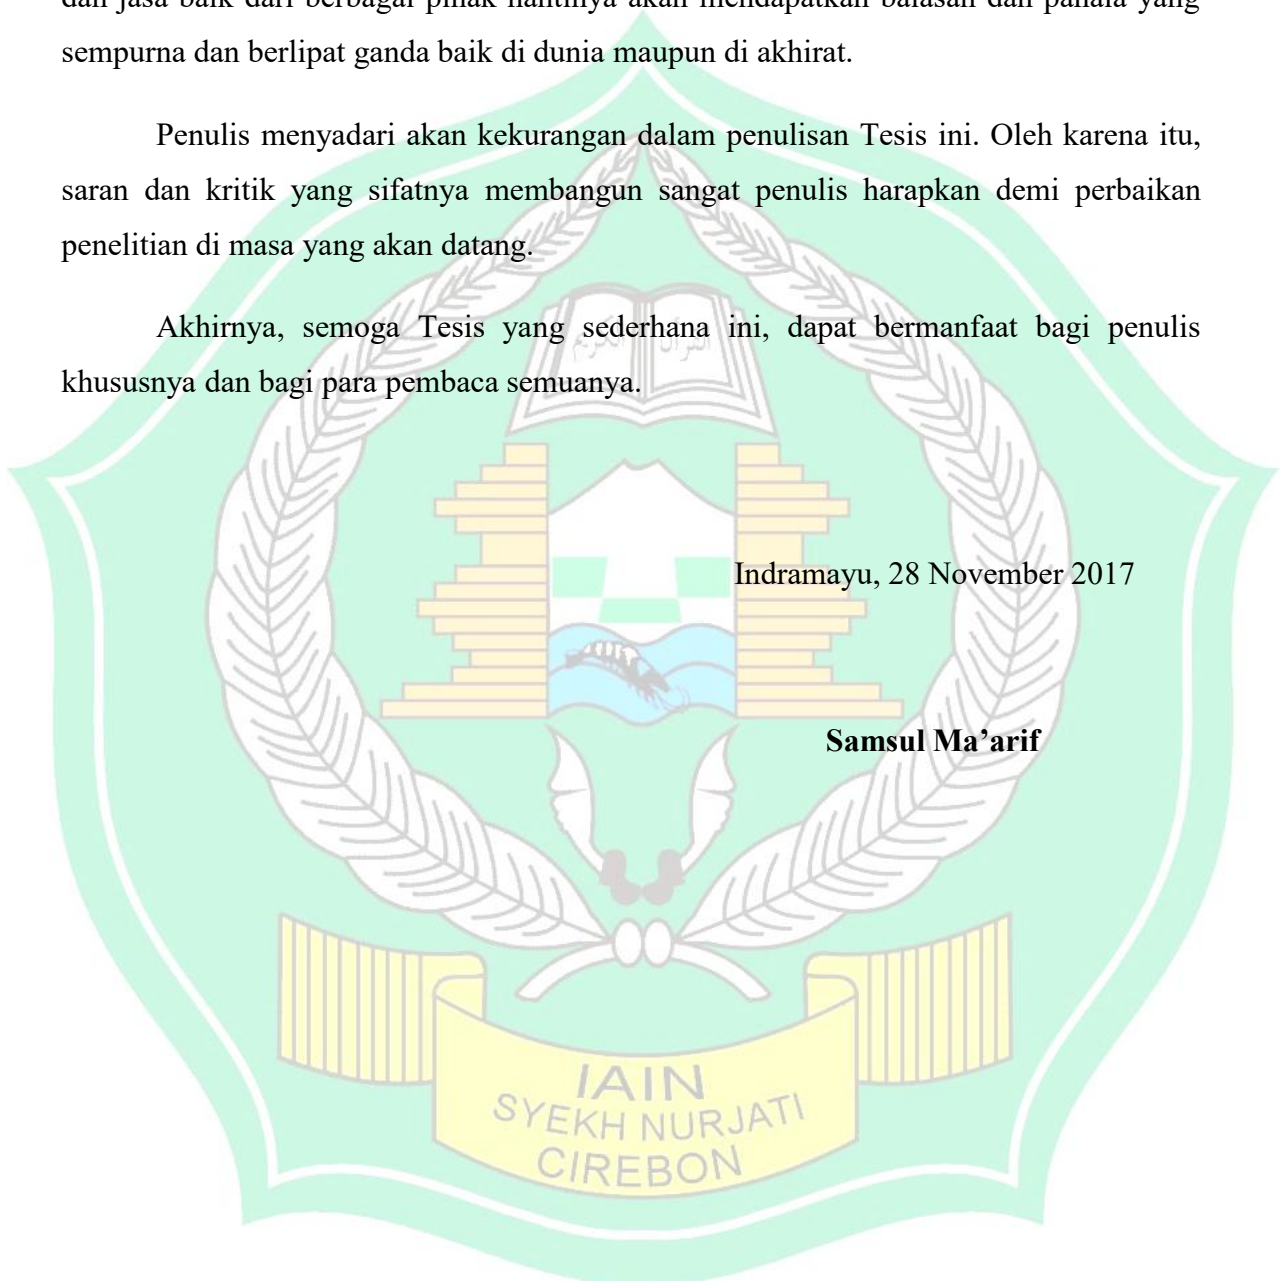 dan jasa baik dari berbagai pihak nantinya akan mendapatkan balasan dan pahala yang
sempurna dan berlipat ganda baik di dunia maupun di akhirat.
Penulis menyadari akan kekurangan dalam penulisan Tesis ini. Oleh karena itu,
saran dan kritik yang sifatnya membangun sangat penulis harapkan demi perbaikan
penelitian di masa yang akan datang.
Akhirnya, semoga Tesis yang sederhana ini, dapat bermanfaat bagi penulis
khususnya dan bagi para pembaca semuanya.
القرآن الكريم
Indramayu, 28 November 2017
Samsul Ma’arif
IAIN
SYEKH NURJATI
CIREBON